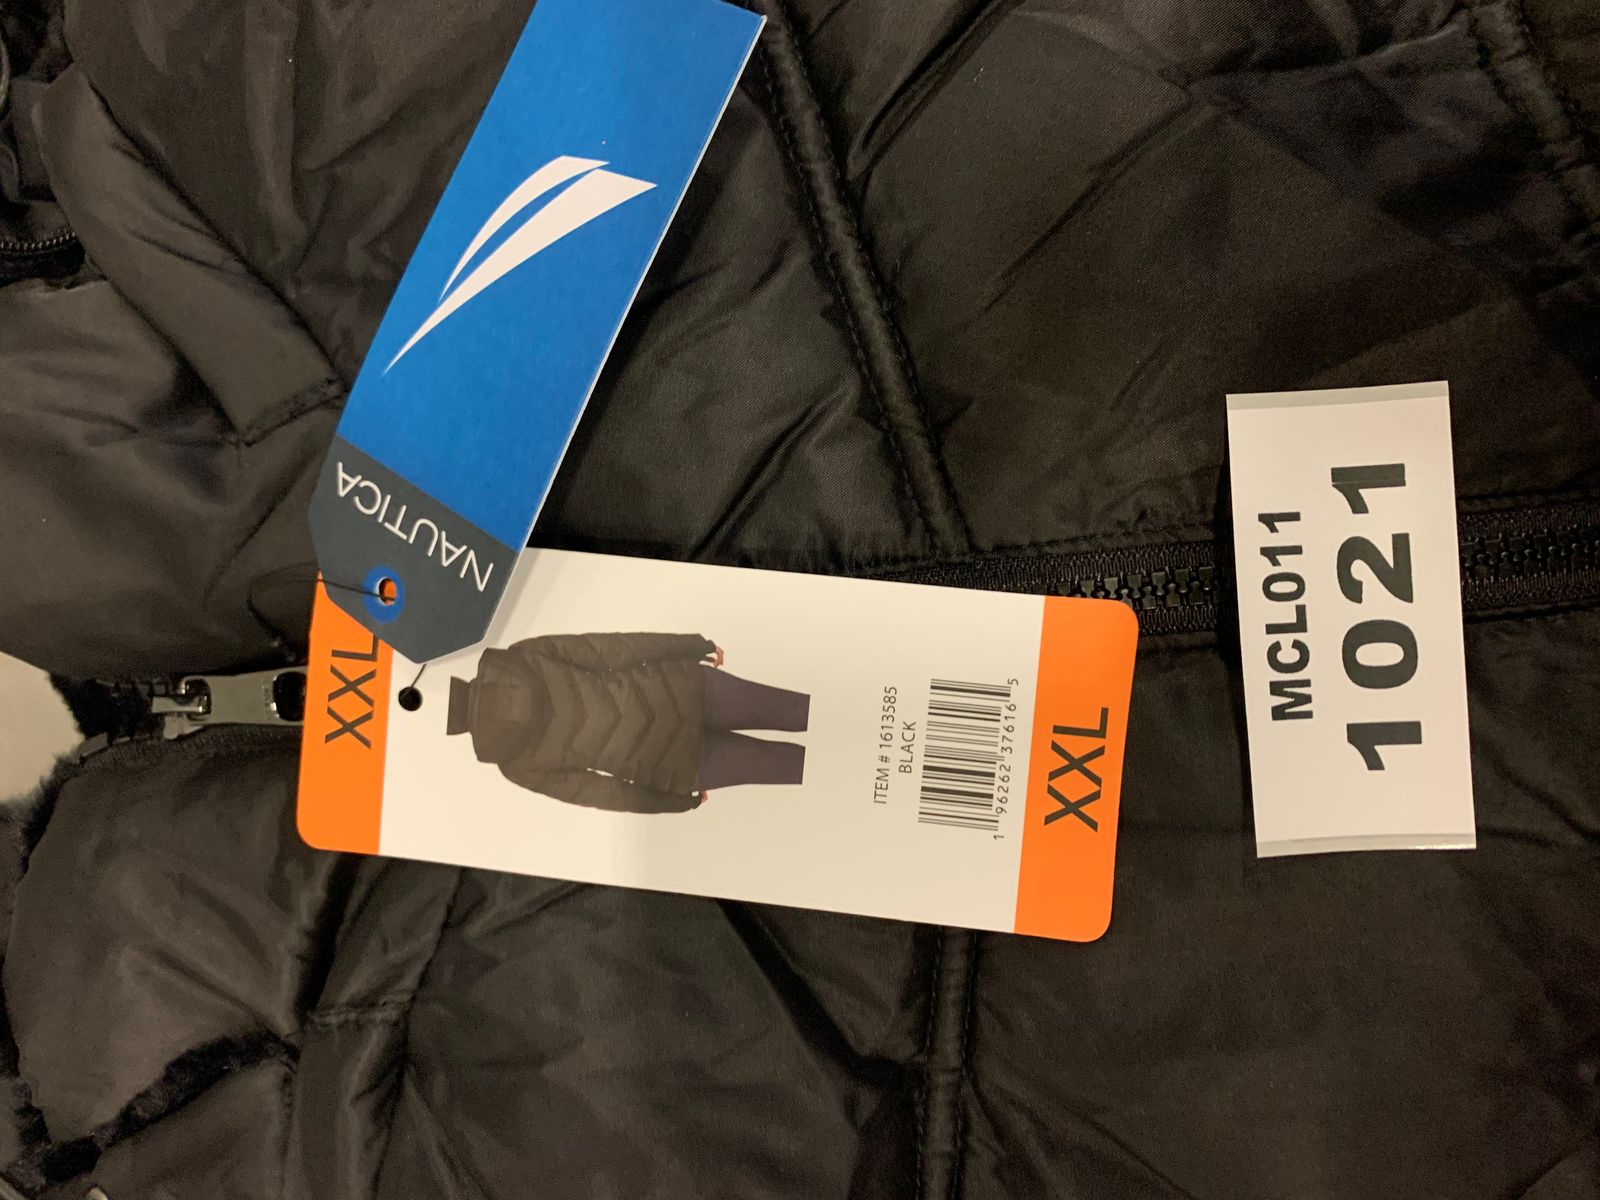 NAUTICA
XXL
ITEM # 1613585
BLACK
1 96262 37616 5
XXL
MCL011
1021